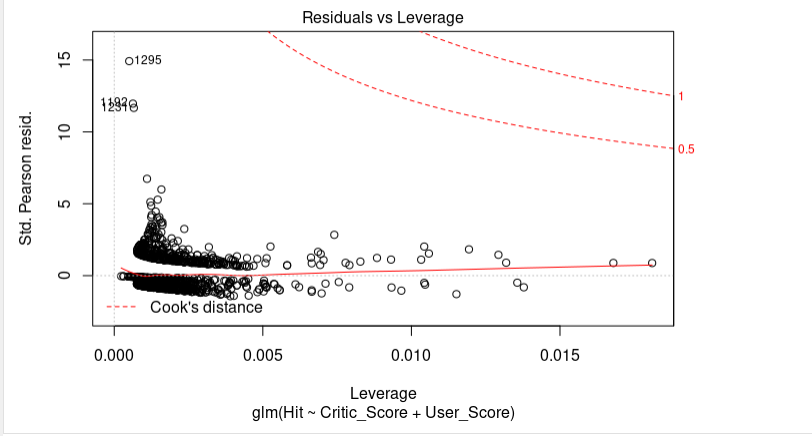 Residuals vs Leverage
Std. Pearson resid.
15
10
5
0
1295
1192
1231
1
0.5
Cook's distance
0.000 0.005 0.010 0.015
Leverage
glm(Hit ~ Critic_Score + User_Score)